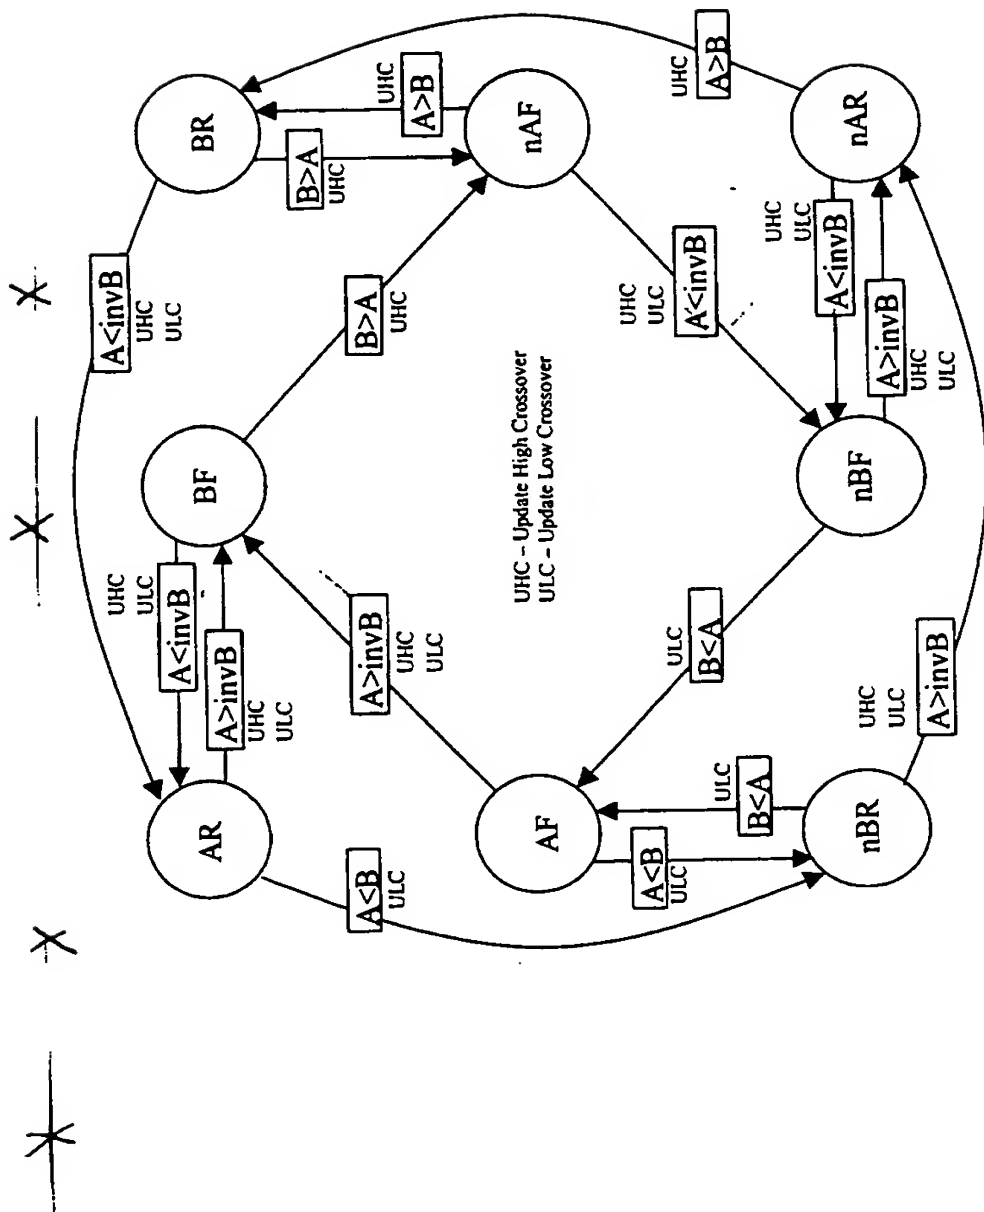 A<invB
UHC
ULC
UHC
ULC
A<invB
AR
BF
BR
A>invB
UHC
ULC
B>A
UHC
UHC
A>B
A<B
ULC
A>invB
UHC
ULC
B>A
UHC
AF
nAF
UHC – Update High Crossover
ULC – Update Low Crossover
A<B
ULC
ULC
B<A
ULC
B<A
UHC
ULC
A<invB
UHC
A>B
nBR
nBF
nAR
UHC
ULC
A<invB
A>invB
UHC
ULC
UHC
ULC
A>invB